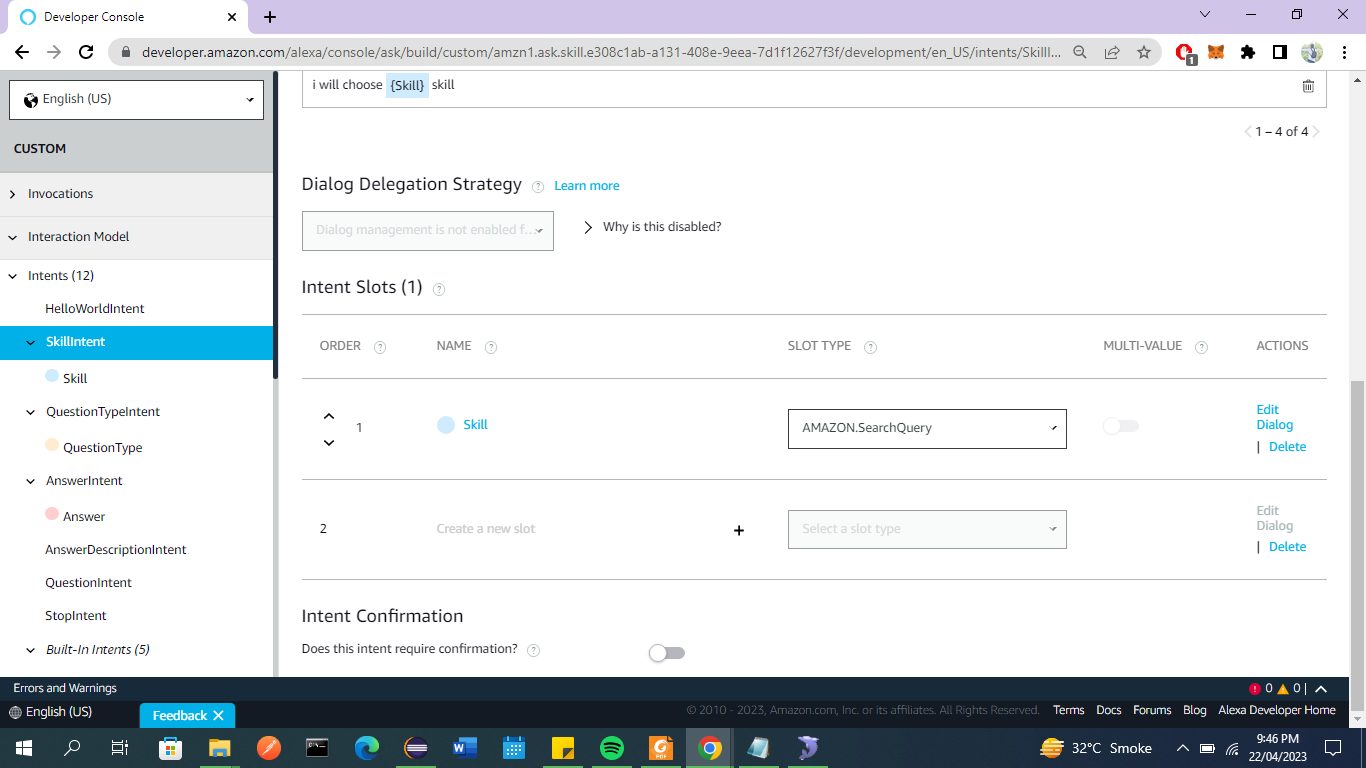 Developer Console
developer.amazon.com/alexa/console/ask/build/custom/amzn1.ask.skill.e308c1ab-a131-408e-9eea-7d1f12627f3f/development/en_US/intents/SkillI...
1
English (US)
CUSTOM
Invocations
Interaction Model
Intents (12)
HelloWorldIntent
SkillIntent
Skill
QuestionTypeIntent
QuestionType
AnswerIntent
Answer
AnswerDescriptionIntent
QuestionIntent
StopIntent
Built-In Intents (5)
i will choose {Skill} skill
1 – 4 of 4
Dialog Delegation Strategy ? Learn more
Dialog management is not enabled f...
Why is this disabled?
Intent Slots (1) ?
ORDER ? NAME ? SLOT TYPE ? MULTI-VALUE ? ACTIONS
1 Skill AMAZON.SearchQuery Edit Dialog | Delete
2 Create a new slot + Select a slot type Edit Dialog | Delete
Intent Confirmation
Does this intent require confirmation? ?
Errors and Warnings
0 0 |
English (US)
Feedback
© 2010 - 2023, Amazon.com, Inc. or its affiliates. All Rights Reserved. Terms Docs Forums Blog Alexa Developer Home
PDF
32°C Smoke
9:46 PM
22/04/2023